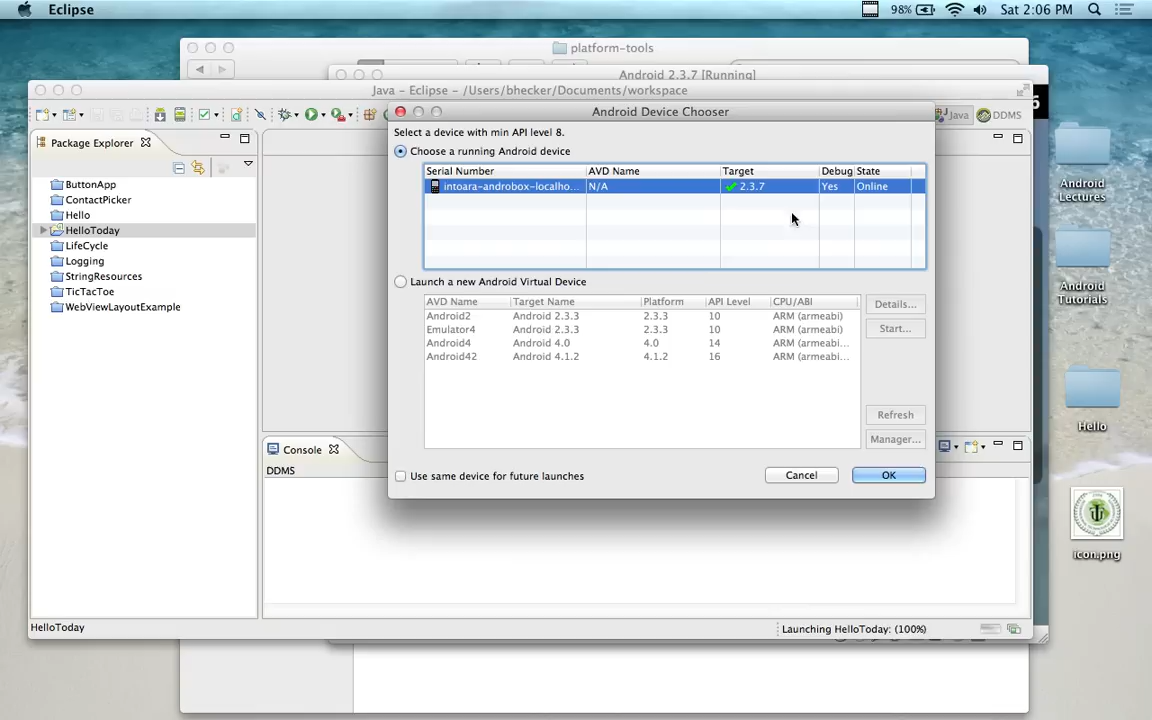 Eclipse
98%
Sat 2:06 PM
platform-tools
Android 2.3.7 [Running]
Java - Eclipse - /Users/bhecker/Documents/workspace
Java
DDMS
Package Explorer
ButtonApp
ContactPicker
Hello
HelloToday
LifeCycle
Logging
StringResources
TicTacToe
WebViewLayoutExample
Android Device Chooser
Select a device with min API level 8.
Choose a running Android device
Serial Number AVD Name Target Debug State
intoara-androbox-localho... N/A 2.3.7 Yes Online
Launch a new Android Virtual Device
AVD Name Target Name Platform API Level CPU/ABI
Android2 Android 2.3.3 2.3.3 10 ARM (armeabi)
Emulator4 Android 2.3.3 2.3.3 10 ARM (armeabi)
Android4 Android 4.0 4.0 14 ARM (armeabi...
Android42 Android 4.1.2 4.1.2 16 ARM (armeabi...
Details...
Start...
Refresh
Manager...
Use same device for future launches
Cancel
OK
Console
DDMS
HelloToday
Launching HelloToday: (100%)
Android
Lectures
Android
Tutorials
Hello
icon.png